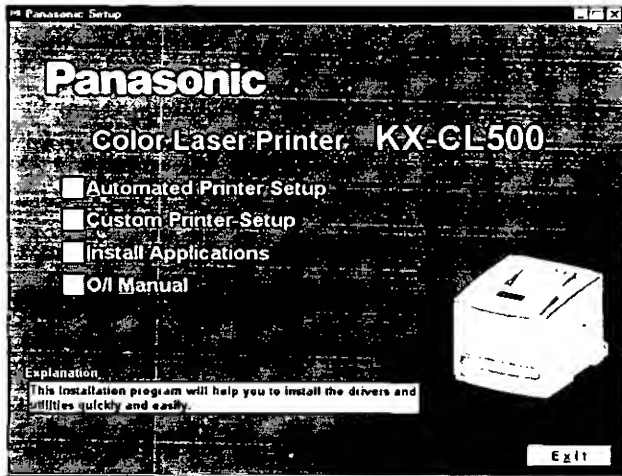 Panasonic Setup
Panasonic
Color Laser Printer KX-CL500
Automated Printer Setup
Custom Printer Setup
Install Applications
O/I Manual
Explanation
This installation program will help you to install the drivers and
utilities quickly and easily.
Exit